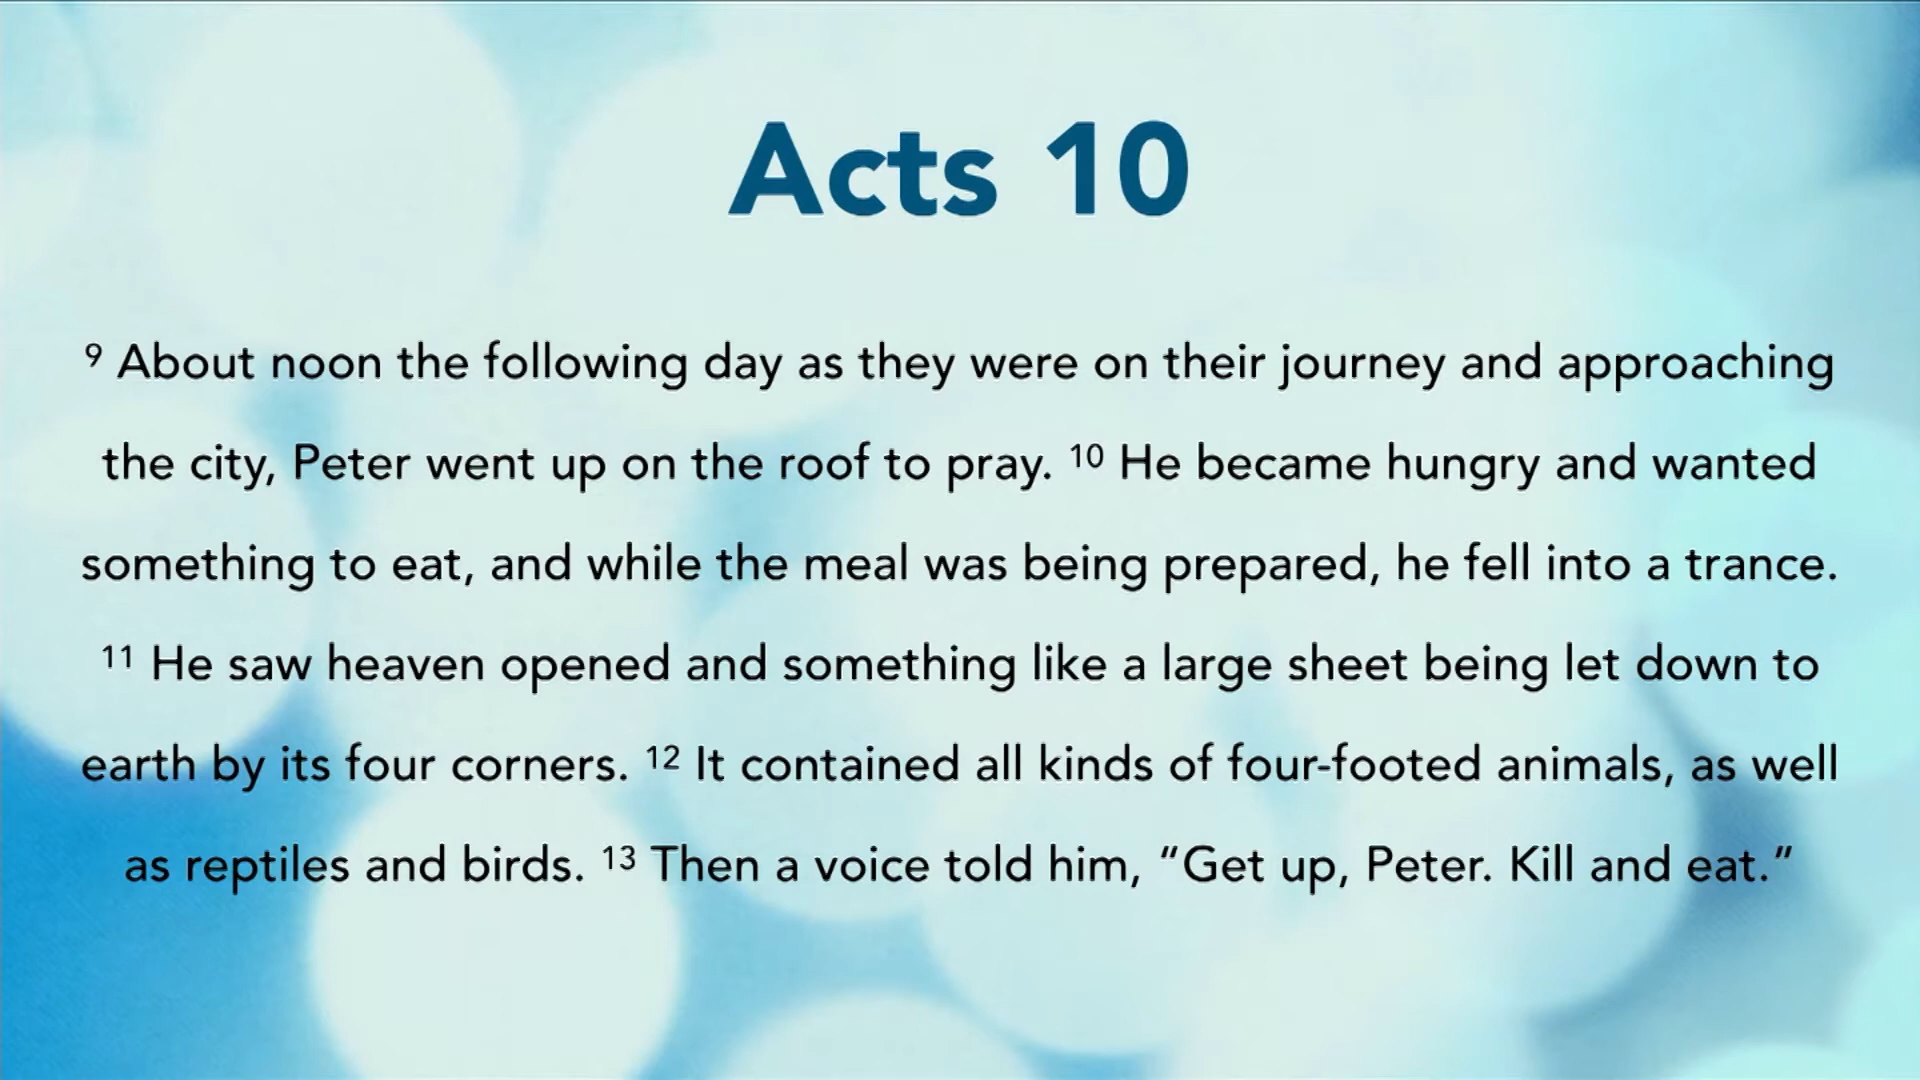 Acts 10
⁹ About noon the following day as they were on their journey and approaching
the city, Peter went up on the roof to pray. ¹⁰ He became hungry and wanted
something to eat, and while the meal was being prepared, he fell into a trance.
¹¹ He saw heaven opened and something like a large sheet being let down to
earth by its four corners. ¹² It contained all kinds of four-footed animals, as well
as reptiles and birds. ¹³ Then a voice told him, “Get up, Peter. Kill and eat.”